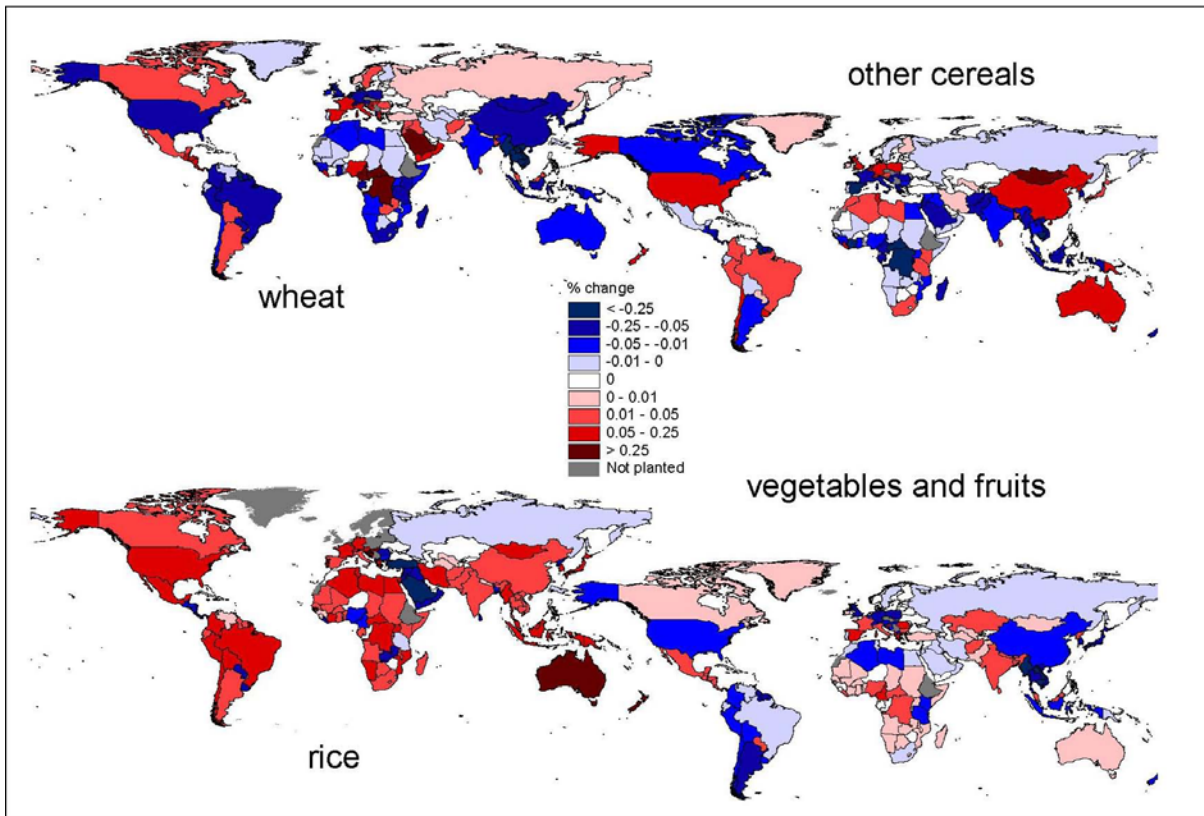 other cereals
wheat
% change
< -0.25
-0.25 - -0.05
-0.05 - -0.01
-0.01 - 0
0
0 - 0.01
0.01 - 0.05
0.05 - 0.25
> 0.25
Not planted
vegetables and fruits
rice